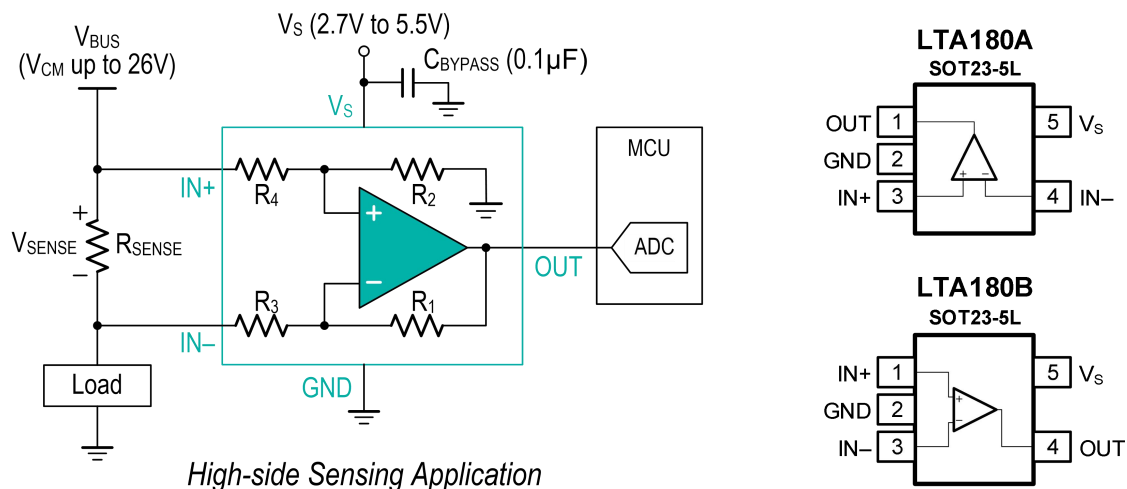 VBUS
(VCM up to 26V)
VS (2.7V to 5.5V)
CBYPASS (0.1µF)
VS
IN+
R4
R2
+
VSENSE
RSENSE
–
+
–
OUT
MCU
ADC
R3
R1
IN–
GND
Load
High-side Sensing Application
LTA180A
SOT23-5L
OUT 1
5 VS
GND 2
IN+ 3
+ –
4 IN–
LTA180B
SOT23-5L
IN+ 1
5 VS
GND 2
+
–
IN– 3
4 OUT